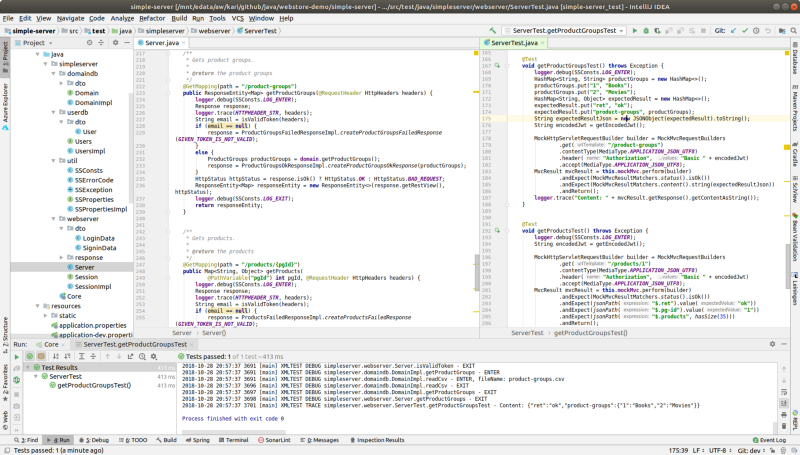 simple-server [/mnt/edata/aw/kari/github/java/webstore-demo/simple-server] - .../src/test/java/simpleserver/webserver/ServerTest.java [simple-server_test] - IntelliJ IDEA
File Edit View Navigate Code Analyze Refactor Build Run Tools VCS Window Help
simple-server src test java simpleserver webserver ServerTest
ServerTest.getProductGroupsTest Git:
Project
Server.java
ServerTest.java
java
simpleserver
domaindb
dto
Domain
DomainImpl
userdb
dto
User
Users
UsersImpl
util
SSConsts
SSErrorCode
SSException
SSProperties
SSPropertiesImpl
webserver
dto
LoginData
SigninData
response
Server
Session
SessionImpl
Core
resources
static
application.properties
application-dev.properties
/**
* Gets product groups.
*
* @return the product groups
*/
@GetMapping(path = "/product-groups")
public ResponseEntity<Map> getProductGroups(@RequestHeader HttpHeaders headers) {
logger.debug(SSConsts.LOG_ENTER);
Response response;
logger.trace(HTTPHEADER_STR, headers);
String email = isValidToken(headers);
if (email == null) {
response = ProductGroupsFailedResponseImpl.createProductGroupsFailedResponse
(GIVEN_TOKEN_IS_NOT_VALID);
}
else {
ProductGroups productGroups = domain.getProductGroups();
response = ProductGroupsOkResponseImpl.createProductGroupsOkResponse(productGroups);
}
HttpStatus httpStatus = response.isOk() ? HttpStatus.OK : HttpStatus.BAD_REQUEST;
ResponseEntity<Map> responseEntity = new ResponseEntity<>(response.getRestView(),
httpStatus);
logger.debug(SSConsts.LOG_EXIT);
return responseEntity;
}
/**
* Gets products.
*
* @return the products
*/
@GetMapping(path = "/products/{pgId}")
public Map<String, Object> getProducts(
@PathVariable("pgId") int pgId, @RequestHeader HttpHeaders headers) {
logger.debug(SSConsts.LOG_ENTER);
Response response;
logger.trace(HTTPHEADER_STR, headers);
String email = isValidToken(headers);
if (email == null) {
response = ProductsFailedResponseImpl.createProductsFailedResponse
(GIVEN_TOKEN_IS_NOT_VALID);
Server Server()
@Test
void getProductGroupsTest() throws Exception {
logger.debug(SSConsts.LOG_ENTER);
HashMap<String, String> productGroups = new HashMap<>();
productGroups.put("1", "Books");
productGroups.put("2", "Movies");
HashMap<String, Object> expectedResult = new HashMap<>();
expectedResult.put("ret", "ok");
expectedResult.put("product-groups", productGroups);
String expectedResultJson = new JSONObject(expectedResult).toString();
String encodedJwt = getEncodedJwt();
MockHttpServletRequestBuilder builder = MockMvcRequestBuilders
.get( urlTemplate: "/product-groups")
.contentType(MediaType.APPLICATION_JSON_UTF8)
.header( name: "Authorization", ...values: "Basic " + encodedJwt)
.accept(MediaType.APPLICATION_JSON_UTF8);
MvcResult mvcResult = this.mockMvc.perform(builder)
.andExpect(MockMvcResultMatchers.status().isOk())
.andExpect(MockMvcResultMatchers.content().string(expectedResultJson))
.andReturn();
logger.trace("Content: " + mvcResult.getResponse().getContentAsString());
}
@Test
void getProductsTest() throws Exception {
logger.debug(SSConsts.LOG_ENTER);
String encodedJwt = getEncodedJwt();
MockHttpServletRequestBuilder builder = MockMvcRequestBuilders
.get( urlTemplate: "/products/1")
.contentType(MediaType.APPLICATION_JSON_UTF8)
.header( name: "Authorization", ...values: "Basic " + encodedJwt)
.accept(MediaType.APPLICATION_JSON_UTF8);
MvcResult mvcResult = this.mockMvc.perform(builder)
.andExpect(MockMvcResultMatchers.status().isOk())
.andExpect(jsonPath( expression: "$.ret").value( expectedValue: "ok"))
.andExpect(jsonPath( expression: "$.pg-id").value( expectedValue: "1"))
.andExpect(jsonPath( expression: "$.products", hasSize(35)))
.andReturn();
ServerTest getProductGroupsTest()
Run: Core ServerTest.getProductGroupsTest
Tests passed: 1 of 1 test – 413 ms
Test Results 413 ms
ServerTest 413 ms
getProductGroupsTest() 413 ms
2018-10-28 20:57:37 3691 [main] XMLTEST DEBUG simpleserver.webserver.Server.isValidToken - EXIT
2018-10-28 20:57:37 3691 [main] XMLTEST DEBUG simpleserver.domaindb.DomainImpl.getProductGroups - ENTER
2018-10-28 20:57:37 3691 [main] XMLTEST DEBUG simpleserver.domaindb.DomainImpl.readCsv - ENTER, fileName: product-groups.csv
2018-10-28 20:57:37 3696 [main] XMLTEST DEBUG simpleserver.domaindb.DomainImpl.readCsv - EXIT
2018-10-28 20:57:37 3697 [main] XMLTEST DEBUG simpleserver.domaindb.DomainImpl.getProductGroups - EXIT
2018-10-28 20:57:37 3698 [main] XMLTEST DEBUG simpleserver.webserver.Server.getProductGroups - EXIT
2018-10-28 20:57:37 3701 [main] XMLTEST TRACE simpleserver.webserver.ServerTest.getProductGroupsTest - Content: {"ret":"ok","product-groups":{"1":"Books","2":"Movies"}}
Process finished with exit code 0
3: Find 4: Run 5: Debug 6: TODO Build Spring Terminal SonarLint 0: Messages Inspection Results Event Log
Tests passed: 1 (a minute ago) 175:39 LF UTF-8 Git: dev
1: Project
Azure Explorer
7: Structure
2: Favorites
Web
Database
Maven Projects
Gradle
SciView
Bean Validation
Leiningen
REPL